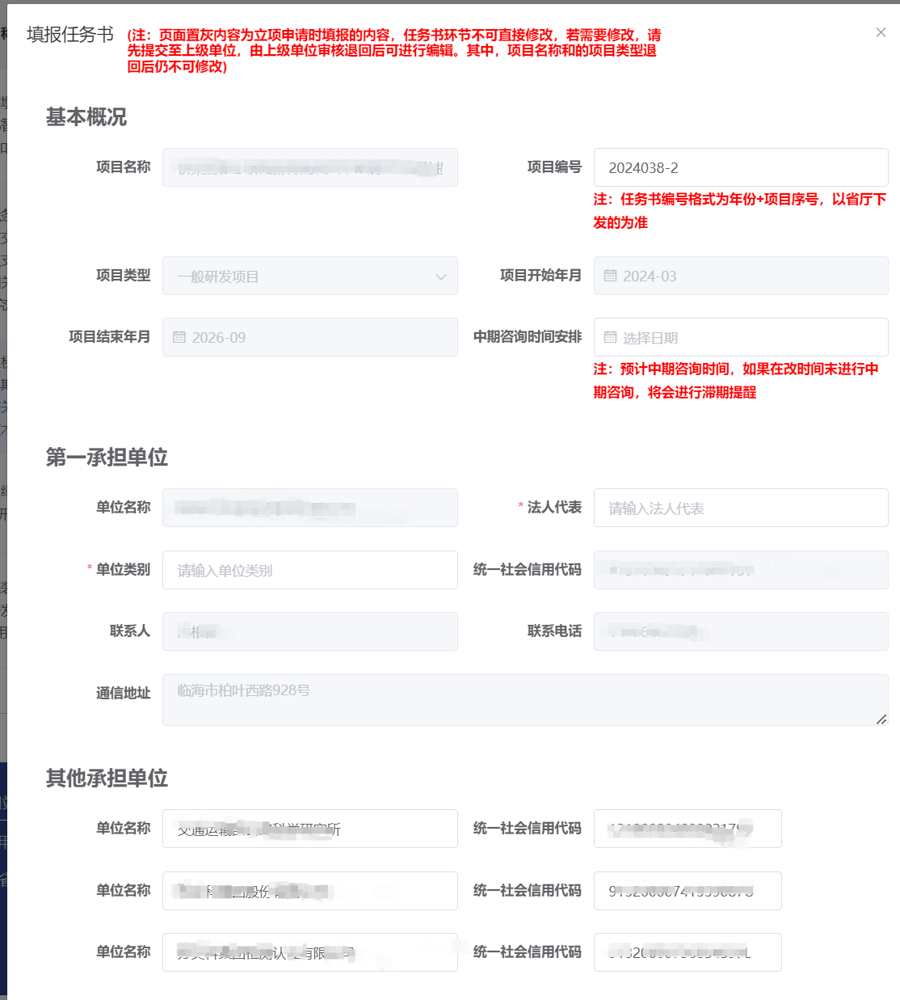 填报任务书
(注：页面置灰内容为立项申请时填报的内容，任务书环节不可直接修改，若需要修改，请
先提交至上级单位，由上级单位审核退回后可进行编辑。其中，项目名称和的项目类型退
回后仍不可修改)
基本概况
项目名称
项目编号 2024038-2
注：任务书编号格式为年份+项目序号，以省厅下
发的为准
项目类型 一般研发项目
项目开始年月 2024-03
项目结束年月 2026-09
中期咨询时间安排 选择日期
注：预计中期咨询时间，如果在改时间末进行中
期咨询，将会进行滞期提醒
第一承担单位
单位名称
* 法人代表 请输入法人代表
* 单位类别 请输入单位类别
统一社会信用代码
联系人
联系电话
通信地址 临海市柏叶西路928号
其他承担单位
单位名称 交通运输 科学研究所
统一社会信用代码
单位名称
统一社会信用代码
单位名称
统一社会信用代码